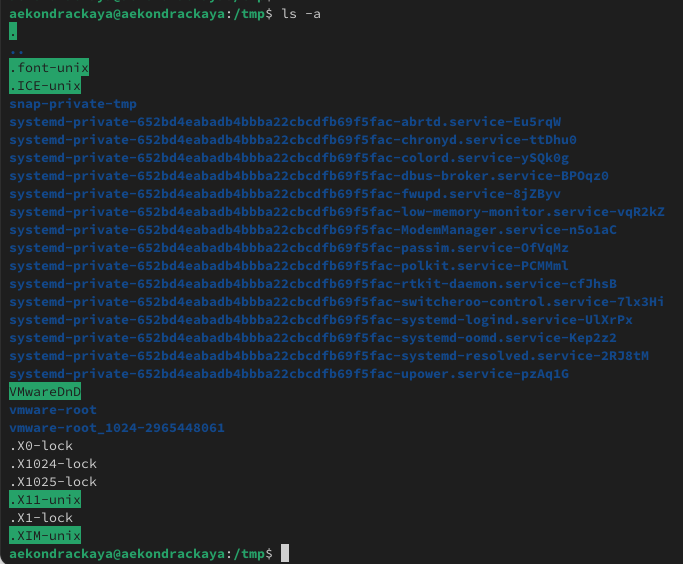 aekondrackaya@aekondrackaya:/tmp$ ls -a
.
..
.font-unix
.ICE-unix
snap-private-tmp
systemd-private-652bd4eabadb4bbba22cbcdfb69f5fac-abrtd.service-Eu5rqW
systemd-private-652bd4eabadb4bbba22cbcdfb69f5fac-chronyd.service-ttDhu0
systemd-private-652bd4eabadb4bbba22cbcdfb69f5fac-colord.service-ySQk0g
systemd-private-652bd4eabadb4bbba22cbcdfb69f5fac-dbus-broker.service-BPOqz0
systemd-private-652bd4eabadb4bbba22cbcdfb69f5fac-fwupd.service-8jZByv
systemd-private-652bd4eabadb4bbba22cbcdfb69f5fac-low-memory-monitor.service-vqR2kZ
systemd-private-652bd4eabadb4bbba22cbcdfb69f5fac-ModemManager.service-n5o1aC
systemd-private-652bd4eabadb4bbba22cbcdfb69f5fac-passim.service-OfVqMz
systemd-private-652bd4eabadb4bbba22cbcdfb69f5fac-polkit.service-PCMMml
systemd-private-652bd4eabadb4bbba22cbcdfb69f5fac-rtkit-daemon.service-cfJhsB
systemd-private-652bd4eabadb4bbba22cbcdfb69f5fac-switcheroo-control.service-7lx3Hi
systemd-private-652bd4eabadb4bbba22cbcdfb69f5fac-systemd-logind.service-UlXrPx
systemd-private-652bd4eabadb4bbba22cbcdfb69f5fac-systemd-oomd.service-Kep2z2
systemd-private-652bd4eabadb4bbba22cbcdfb69f5fac-systemd-resolved.service-2RJ8tM
systemd-private-652bd4eabadb4bbba22cbcdfb69f5fac-upower.service-pzAq1G
VMwareDnD
vmware-root
vmware-root_1024-2965448061
.X0-lock
.X1024-lock
.X1025-lock
.X11-unix
.X1-lock
.XIM-unix
aekondrackaya@aekondrackaya:/tmp$